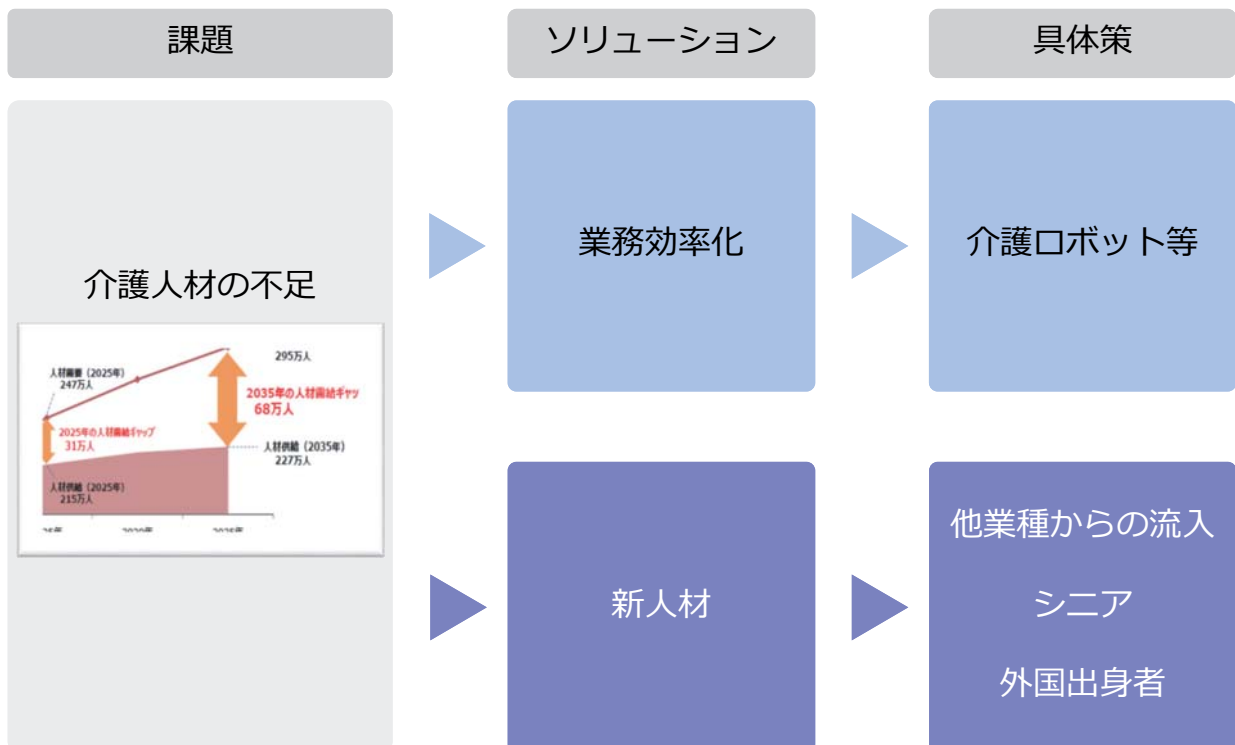 課題
ソリューション
具体策
介護人材の不足
人材需要（2025年）
247万人
2025年の人材需給ギャップ
31万人
人材供給（2025年）
215万人
295万人
2035年の人材需給ギャッ
68万人
人材供給（2035年）
227万人
業務効率化
介護ロボット等
新人材
他業種からの流入
シニア
外国出身者